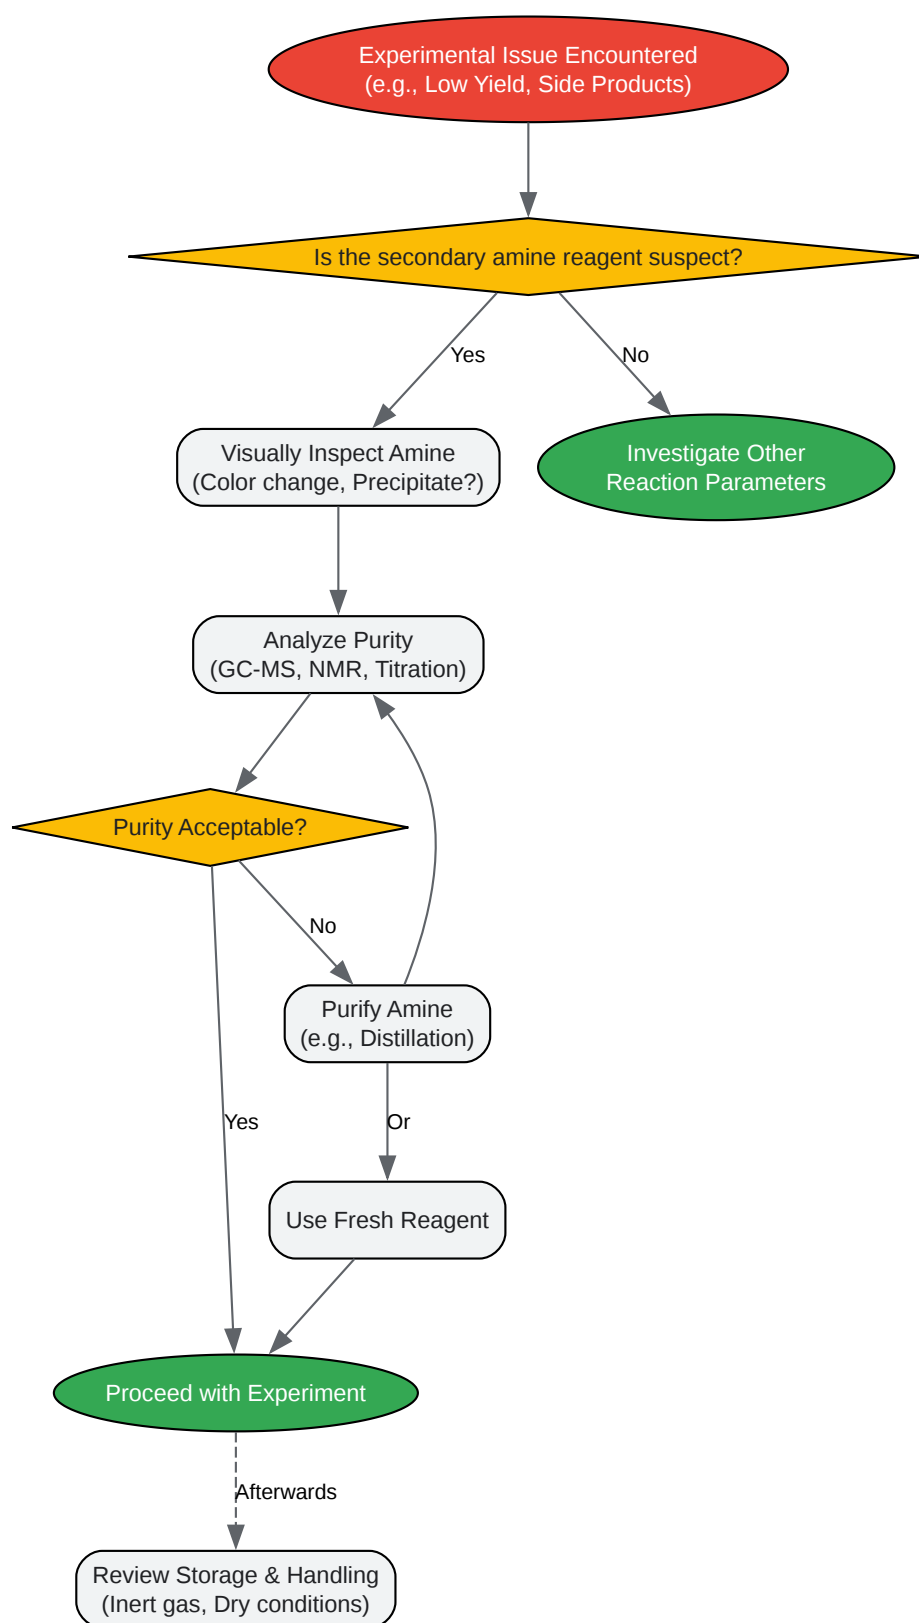 Experimental Issue Encountered
(e.g., Low Yield, Side Products)
Is the secondary amine reagent suspect?
Yes
No
Visually Inspect Amine
(Color change, Precipitate?)
Investigate Other
Reaction Parameters
Analyze Purity
(GC-MS, NMR, Titration)
Purity Acceptable?
No
Purify Amine
(e.g., Distillation)
Yes
Or
Use Fresh Reagent
Proceed with Experiment
Afterwards
Review Storage & Handling
(Inert gas, Dry conditions)